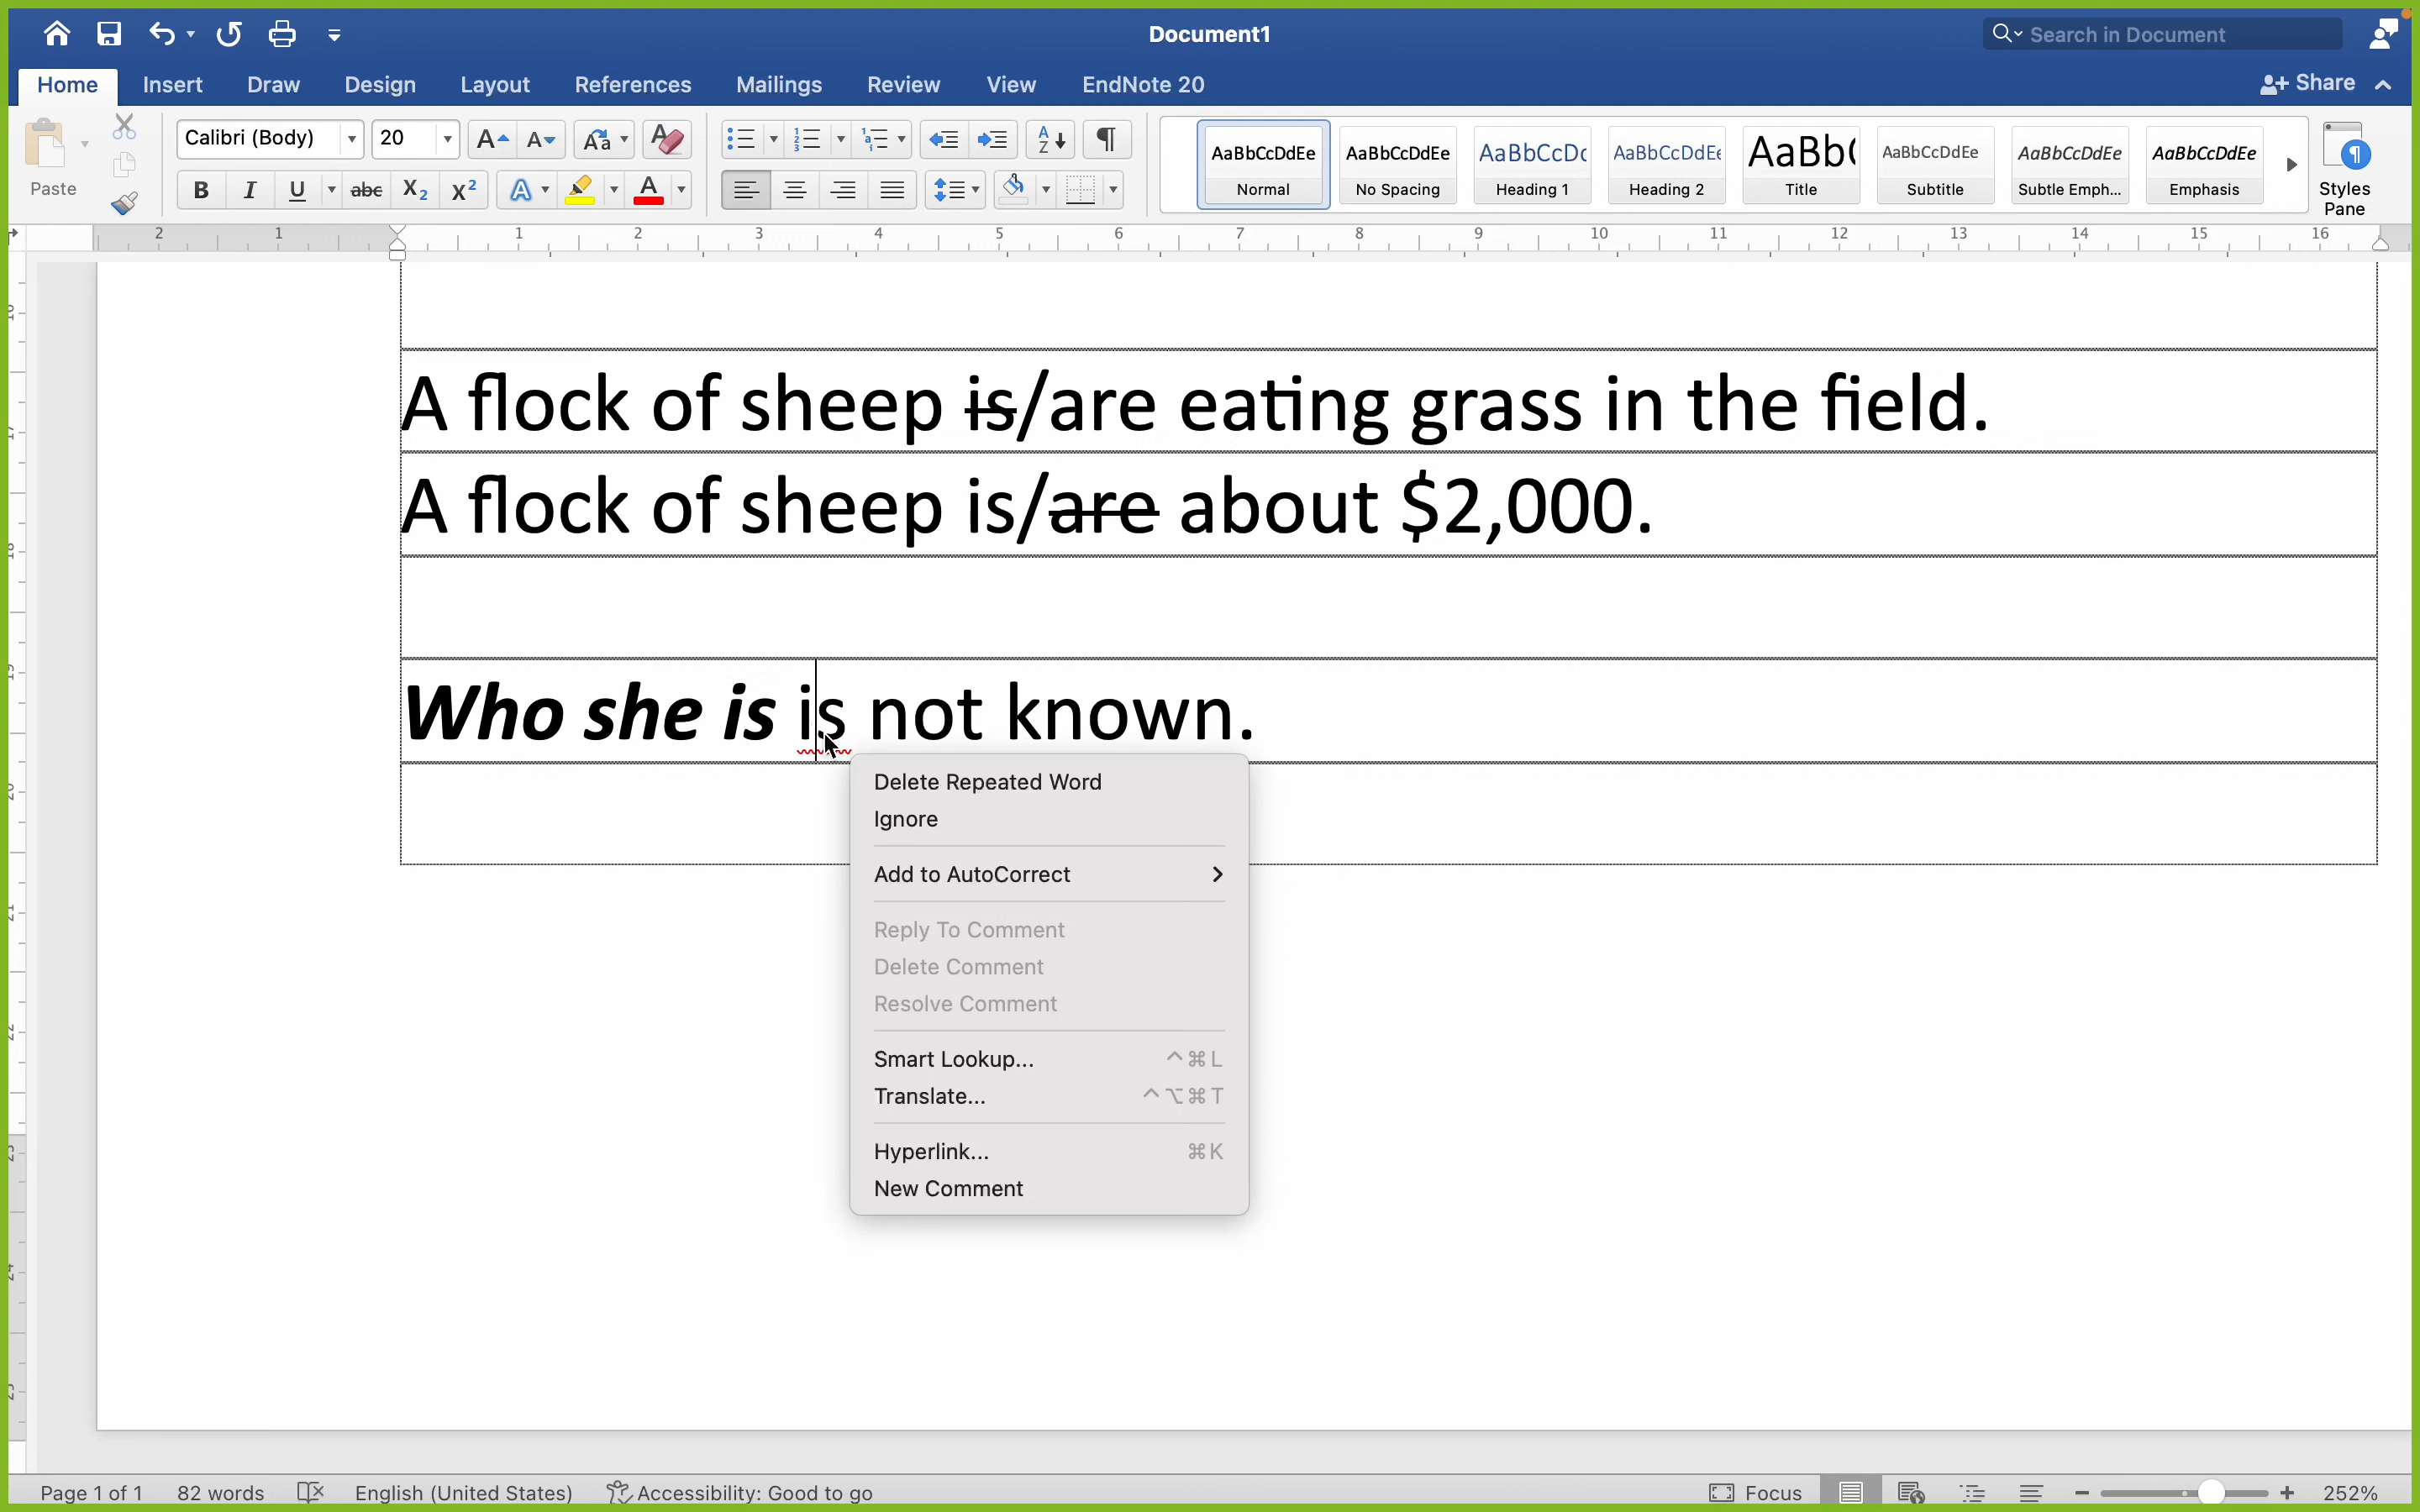 Document1
Search in Document
Home Insert Draw Design Layout References Mailings Review View EndNote 20 Share
Paste
Calibri (Body) 20
AaBbCcDdEe AaBbCcDdEe AaBbCcDc AaBbCcDdEe AaBb( AaBbCcDdEe AaBbCcDdEe AaBbCcDdEe
Normal No Spacing Heading 1 Heading 2 Title Subtitle Subtle Emph... Emphasis
Styles
Pane
2 1 1 2 3 4 5 6 7 8 9 10 11 12 13 14 15 16
A flock of sheep is/are eating grass in the field.
A flock of sheep is/are about $2,000.
Who she is is not known.
Delete Repeated Word
Ignore
Add to AutoCorrect
Reply To Comment
Delete Comment
Resolve Comment
Smart Lookup... ^⌘L
Translate... ^⌥⌘T
Hyperlink... ⌘K
New Comment
Page 1 of 1 82 words English (United States) Accessibility: Good to go Focus 252%